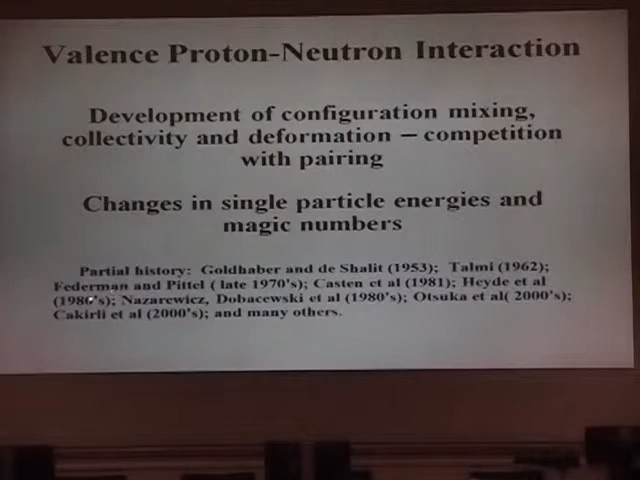 Valence Proton-Neutron Interaction
Development of configuration mixing,
collectivity and deformation – competition
with pairing
Changes in single particle energies and
magic numbers
Partial history: Goldhaber and de Shalit (1953); Talmi (1962);
Federman and Pittel ( late 1970's); Casten et al (1981); Heyde et al
(1980's); Nazarewicz, Dobacewski et al (1980's); Otsuka et al( 2000's);
Cakirli et al (2000's); and many others.